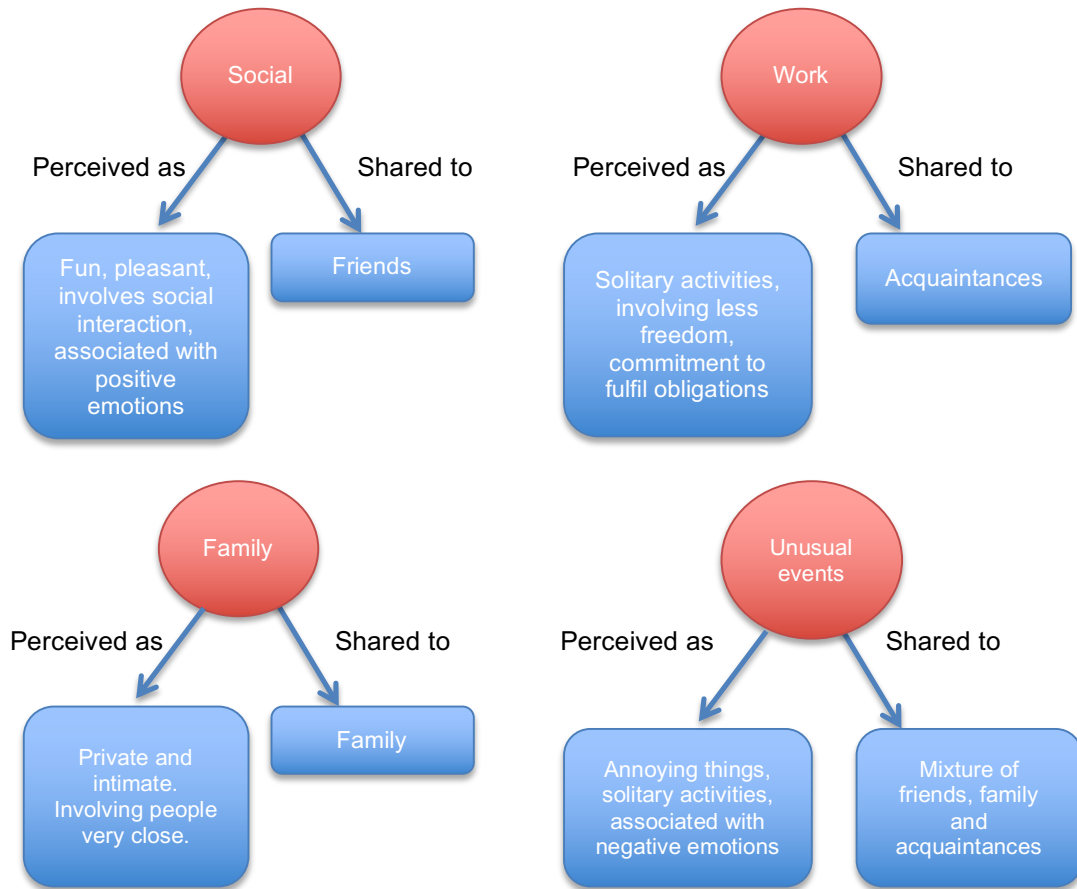 Social
Perceived as
Shared to
Fun, pleasant,
involves social
interaction,
associated with
positive
emotions
Friends
Work
Perceived as
Shared to
Solitary activities,
involving less
freedom,
commitment to
fulfil obligations
Acquaintances
Family
Perceived as
Shared to
Private and
intimate.
Involving people
very close.
Family
Unusual
events
Perceived as
Shared to
Annoying things,
solitary activities,
associated with
negative emotions
Mixture of
friends, family
and
acquaintances